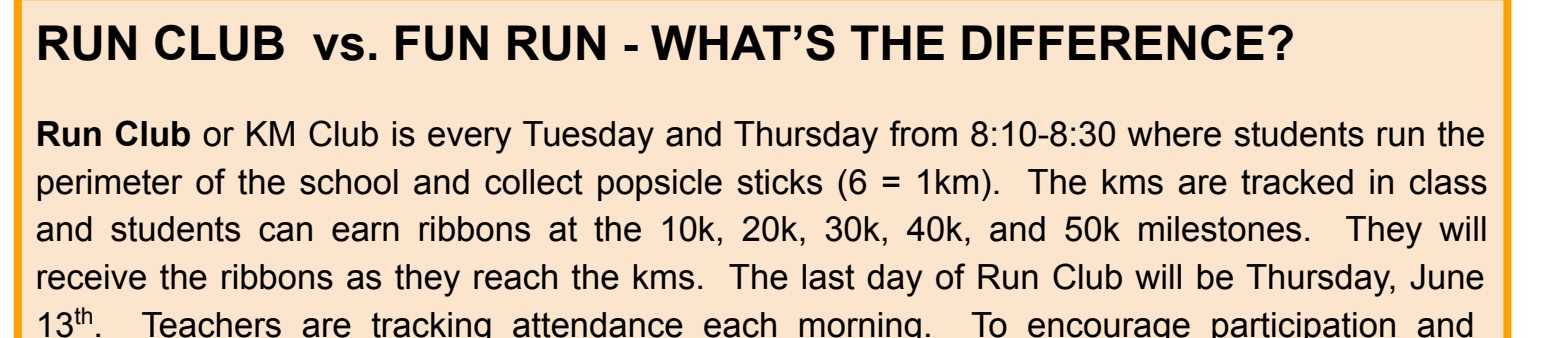 RUN CLUB  vs. FUN RUN - WHAT'S THE DIFFERENCE?
Run Club or KM Club is every Tuesday and Thursday from 8:10-8:30 where students run the
perimeter of the school and collect popsicle sticks (6 = 1km).  The kms are tracked in class
and students can earn ribbons at the 10k, 20k, 30k, 40k, and 50k milestones.  They will
receive the ribbons as they reach the kms.  The last day of Run Club will be Thursday, June
13th.  Teachers are tracking attendance each morning.  To encourage participation and